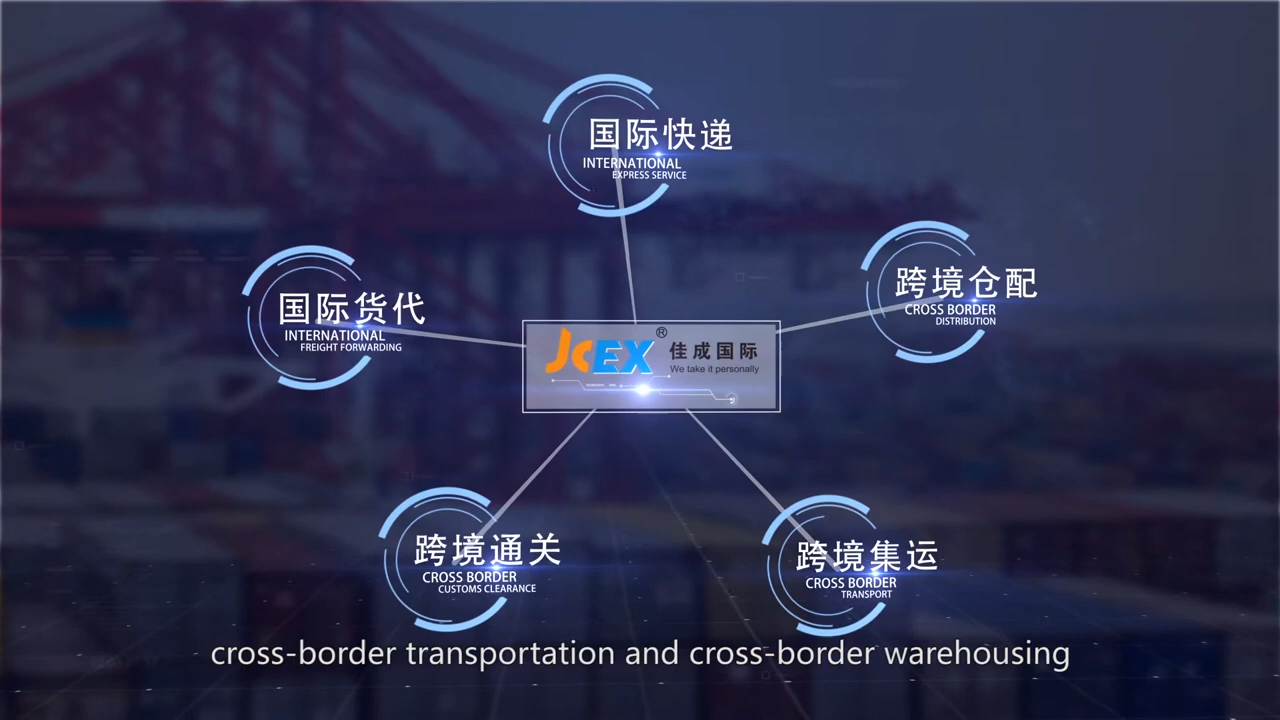 国际快递
INTERNATIONAL
EXPRESS SERVICE
跨境仓配
CROSS BORDER
DISTRIBUTION
国际货代
INTERNATIONAL
FREIGHT FORWARDING
JCEX®
佳成国际
We take it personally
跨境通关
CROSS BORDER
CUSTOMS CLEARANCE
跨境集运
CROSS BORDER
TRANSPORT
cross-border transportation and cross-border warehousing